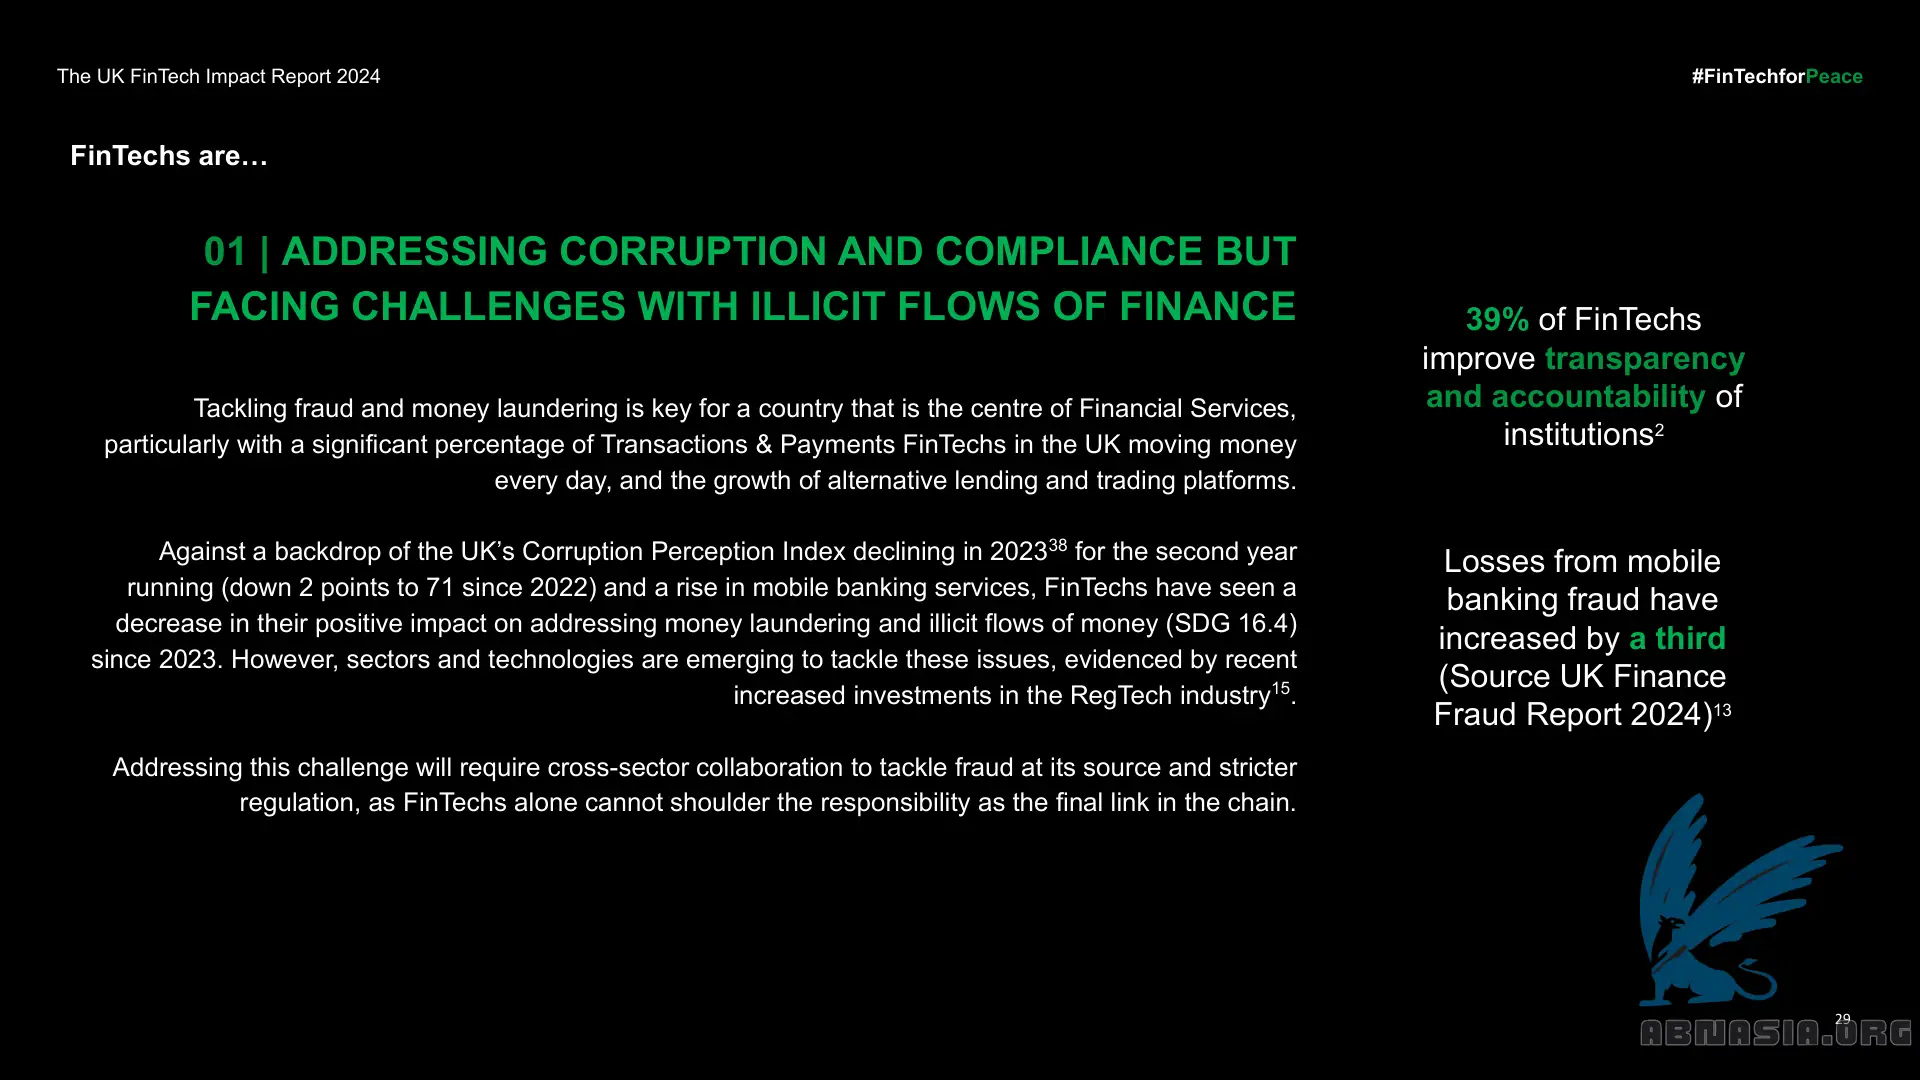 The UK FinTech Impact Report 2024
#FinTechforPeace
FinTechs are…
01 | ADDRESSING CORRUPTION AND COMPLIANCE BUT
FACING CHALLENGES WITH ILLICIT FLOWS OF FINANCE
Tackling fraud and money laundering is key for a country that is the centre of Financial Services,
particularly with a significant percentage of Transactions & Payments FinTechs in the UK moving money
every day, and the growth of alternative lending and trading platforms.
Against a backdrop of the UK’s Corruption Perception Index declining in 2023³⁸ for the second year
running (down 2 points to 71 since 2022) and a rise in mobile banking services, FinTechs have seen a
decrease in their positive impact on addressing money laundering and illicit flows of money (SDG 16.4)
since 2023. However, sectors and technologies are emerging to tackle these issues, evidenced by recent
increased investments in the RegTech industry¹⁵.
Addressing this challenge will require cross-sector collaboration to tackle fraud at its source and stricter
regulation, as FinTechs alone cannot shoulder the responsibility as the final link in the chain.
39% of FinTechs
improve transparency
and accountability of
institutions²
Losses from mobile
banking fraud have
increased by a third
(Source UK Finance
Fraud Report 2024)¹³
29
ABNASIA.ORG